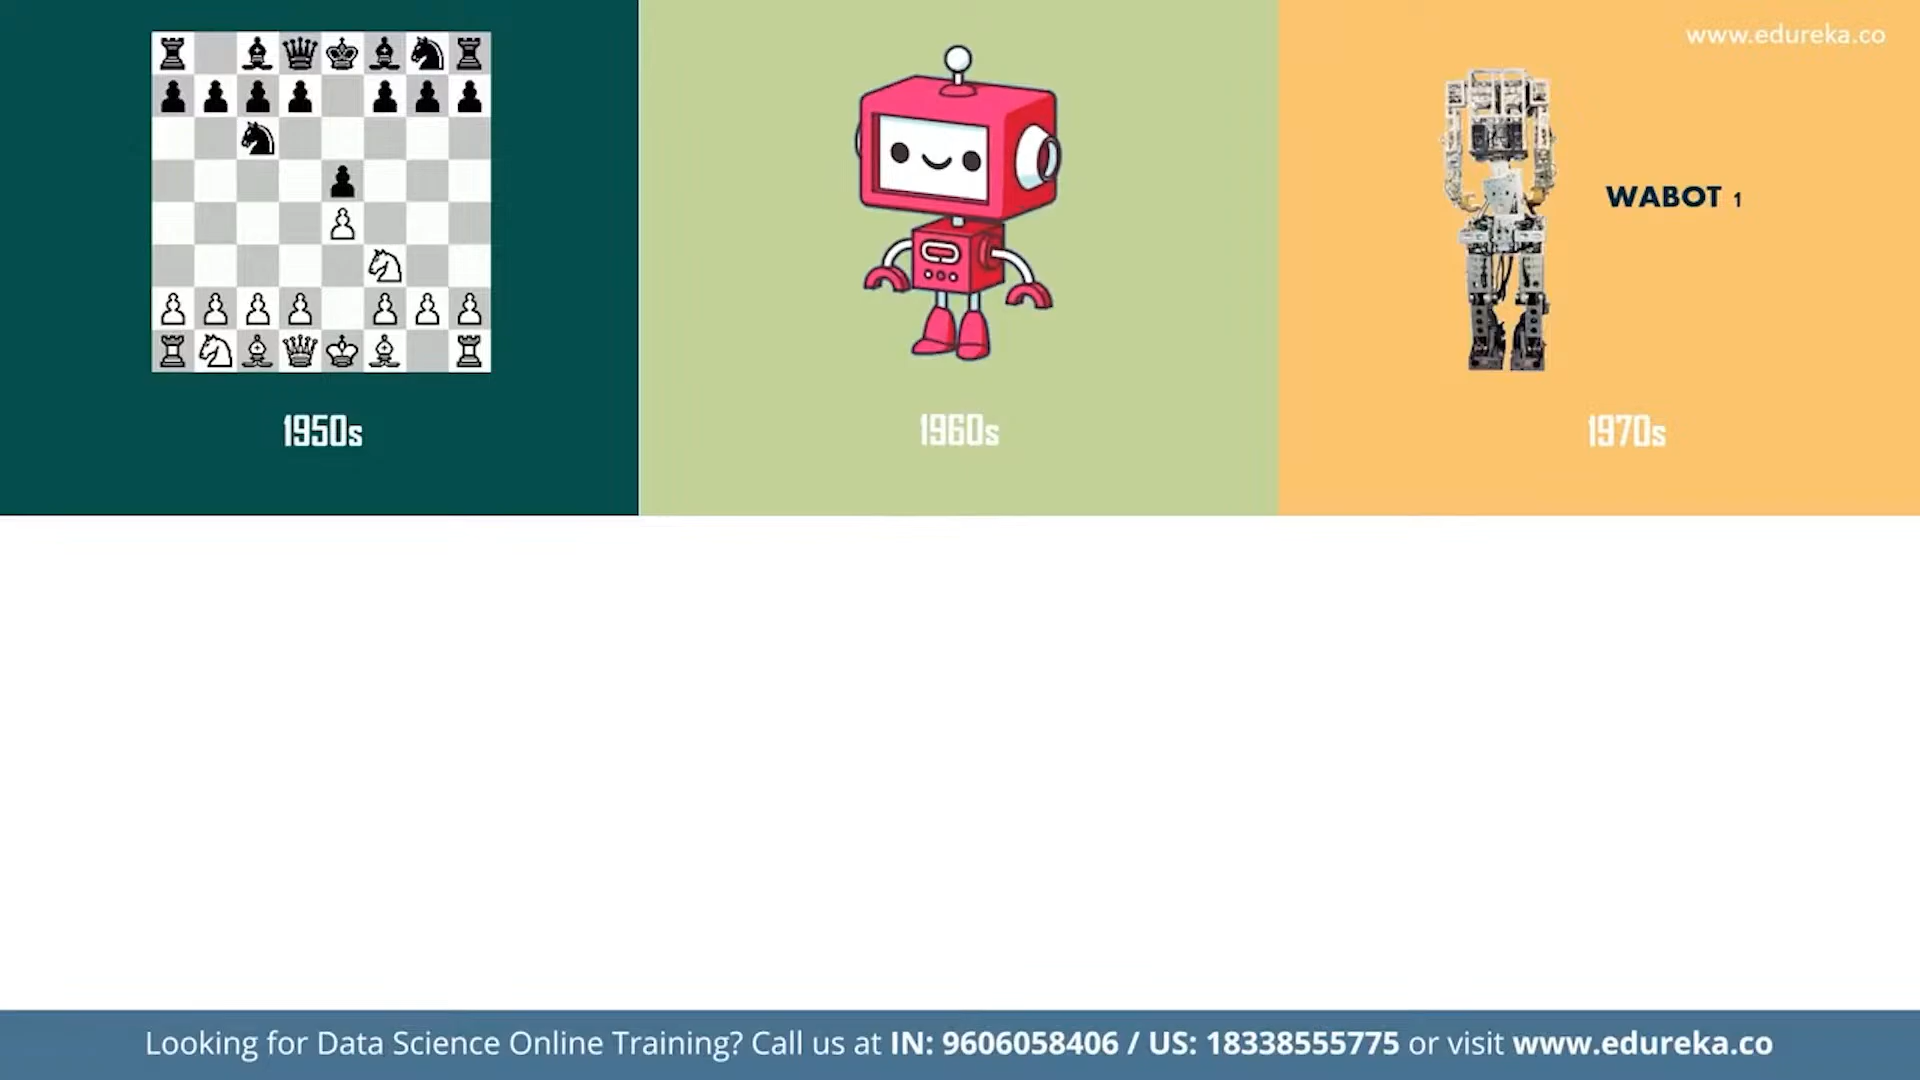 www.edureka.co
WABOT 1
1950s
1960s
1970s
Looking for Data Science Online Training? Call us at IN: 9606058406 / US: 18338555775 or visit www.edureka.co